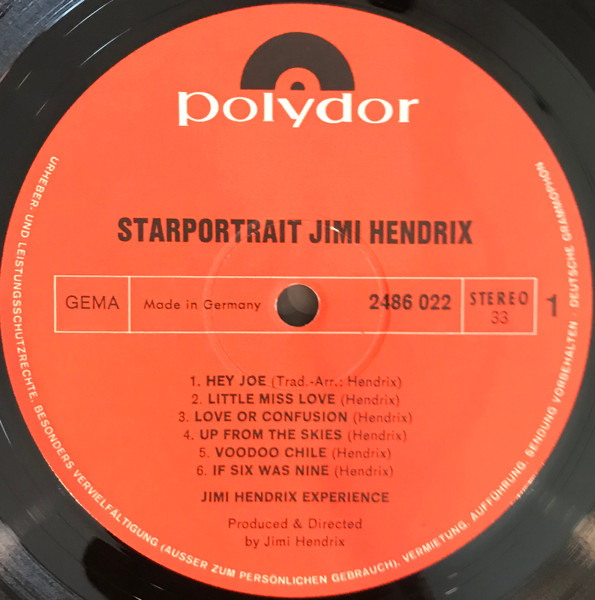 polydor
STARPORTRAIT JIMI HENDRIX
GEMA
Made in Germany
2486 022
STEREO
33
1
1. HEY JOE (Trad.-Arr.: Hendrix)
2. LITTLE MISS LOVE (Hendrix)
3. LOVE OR CONFUSION (Hendrix)
4. UP FROM THE SKIES (Hendrix)
5. VOODOO CHILE (Hendrix)
6. IF SIX WAS NINE (Hendrix)
JIMI HENDRIX EXPERIENCE
Produced & Directed
by Jimi Hendrix
URHEBER- UND LEISTUNGSSCHUTZRECHTE, BESONDERS VERVIELFÄLTIGUNG (AUSSER ZUM PERSÖNLICHEN GEBRAUCH), VERMIETUNG, AUFFÜHRUNG, SENDUNG VORBEHALTEN · DEUTSCHE GRAMMOPHON